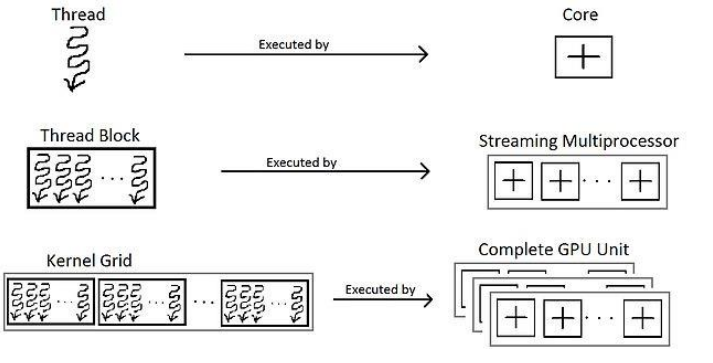 Thread
Executed by
Core
Thread Block
Executed by
Streaming Multiprocessor
Kernel Grid
Executed by
Complete GPU Unit